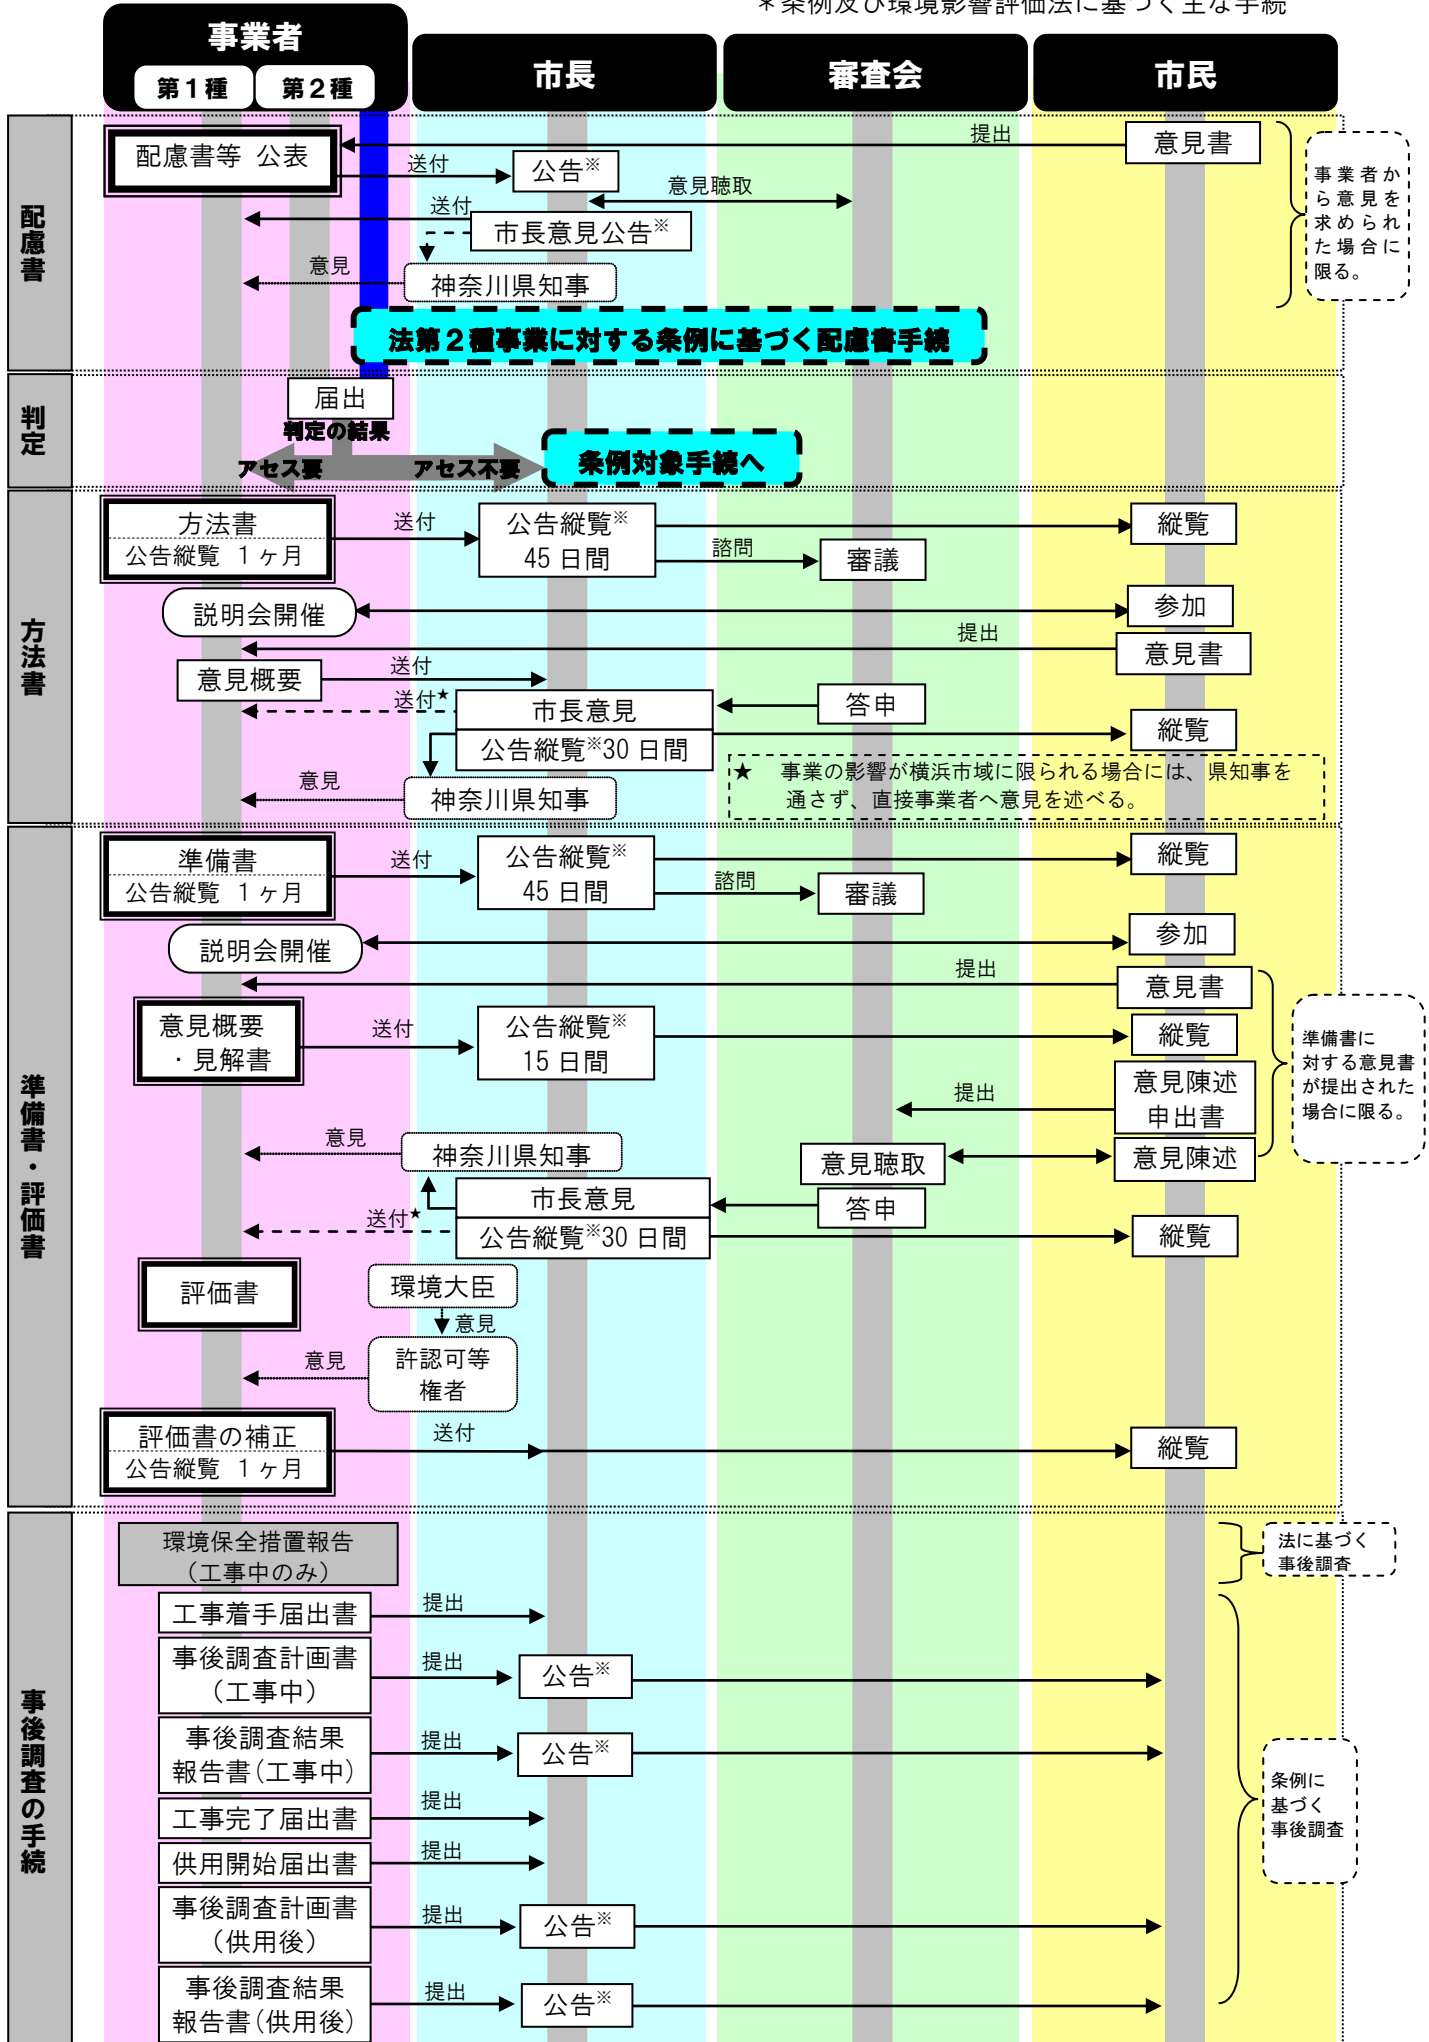 ＊条例及び環境影響評価法に基づく主な手続
事業者
第１種
第２種
市長
審査会
市民
配慮書
配慮書等 公表
提出
意見書
送付
公告※
意見聴取
送付
市長意見公告※
意見
神奈川県知事
事業者か
ら意見を
求められ
た場合に
限る。
法第２種事業に対する条例に基づく配慮書手続
判定
届出
判定の結果
アセス要
アセス不要
条例対象手続へ
方法書
方法書
公告縦覧 1ヶ月
送付
公告縦覧※
45日間
縦覧
諮問
審議
説明会開催
参加
提出
意見書
意見概要
送付
送付★
市長意見
答申
公告縦覧※30日間
縦覧
意見
神奈川県知事
★ 事業の影響が横浜市域に限られる場合には、県知事を
通さず、直接事業者へ意見を述べる。
準備書・評価書
準備書
公告縦覧 1ヶ月
送付
公告縦覧※
45日間
縦覧
諮問
審議
説明会開催
参加
提出
意見書
意見概要
・見解書
送付
公告縦覧※
15日間
縦覧
提出
意見陳述
申出書
準備書に
対する意見書
が提出された
場合に限る。
意見
神奈川県知事
意見聴取
意見陳述
市長意見
答申
送付★
公告縦覧※30日間
縦覧
評価書
環境大臣
意見
意見
許認可等
権者
評価書の補正
公告縦覧 1ヶ月
送付
縦覧
事後調査の手続
環境保全措置報告
（工事中のみ）
法に基づく
事後調査
工事着手届出書
提出
事後調査計画書
（工事中）
提出
公告※
事後調査結果
報告書（工事中）
提出
公告※
工事完了届出書
提出
供用開始届出書
提出
事後調査計画書
（供用後）
提出
公告※
事後調査結果
報告書（供用後）
提出
公告※
条例に
基づく
事後調査